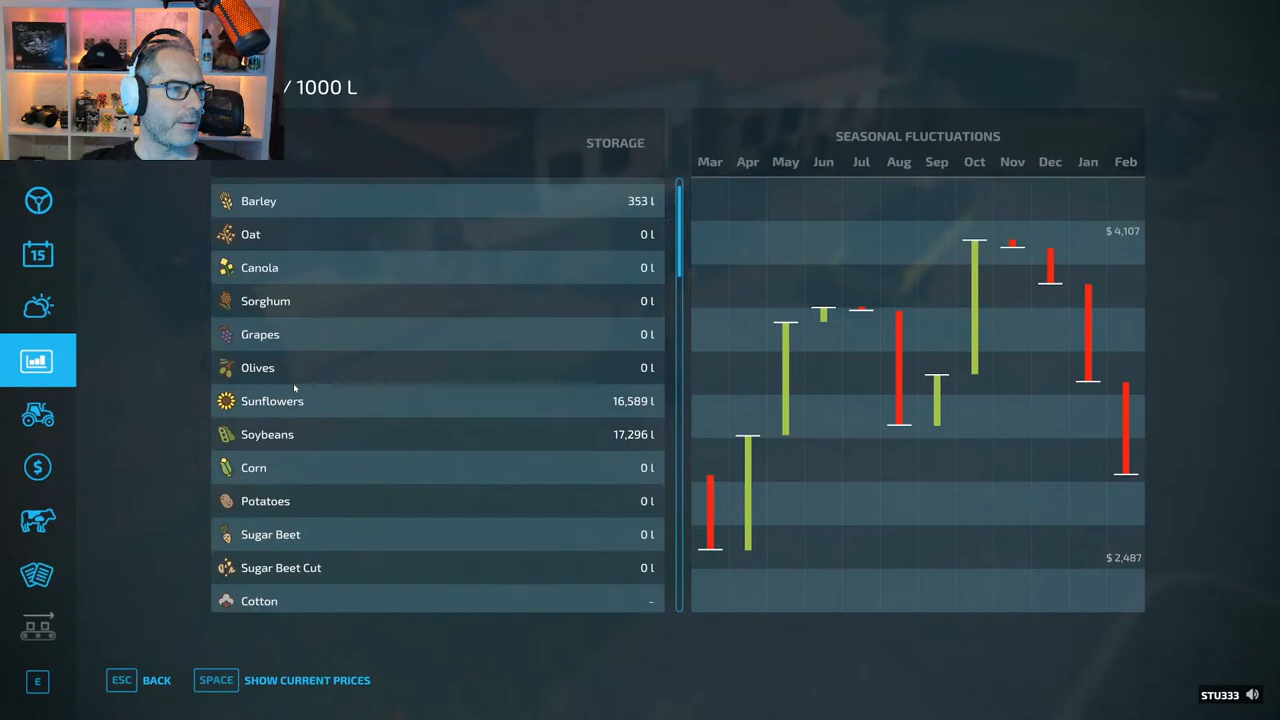 / 1000 L
STORAGE
SEASONAL FLUCTUATIONS
Mar Apr May Jun Jul Aug Sep Oct Nov Dec Jan Feb
Barley 353 l
Oat 0 l
Canola 0 l
Sorghum 0 l
Grapes 0 l
Olives 0 l
Sunflowers 16,589 l
Soybeans 17,296 l
Corn 0 l
Potatoes 0 l
Sugar Beet 0 l
Sugar Beet Cut 0 l
Cotton –
$ 4,107
$ 2,487
15
$
E
ESC BACK SPACE SHOW CURRENT PRICES
STU333